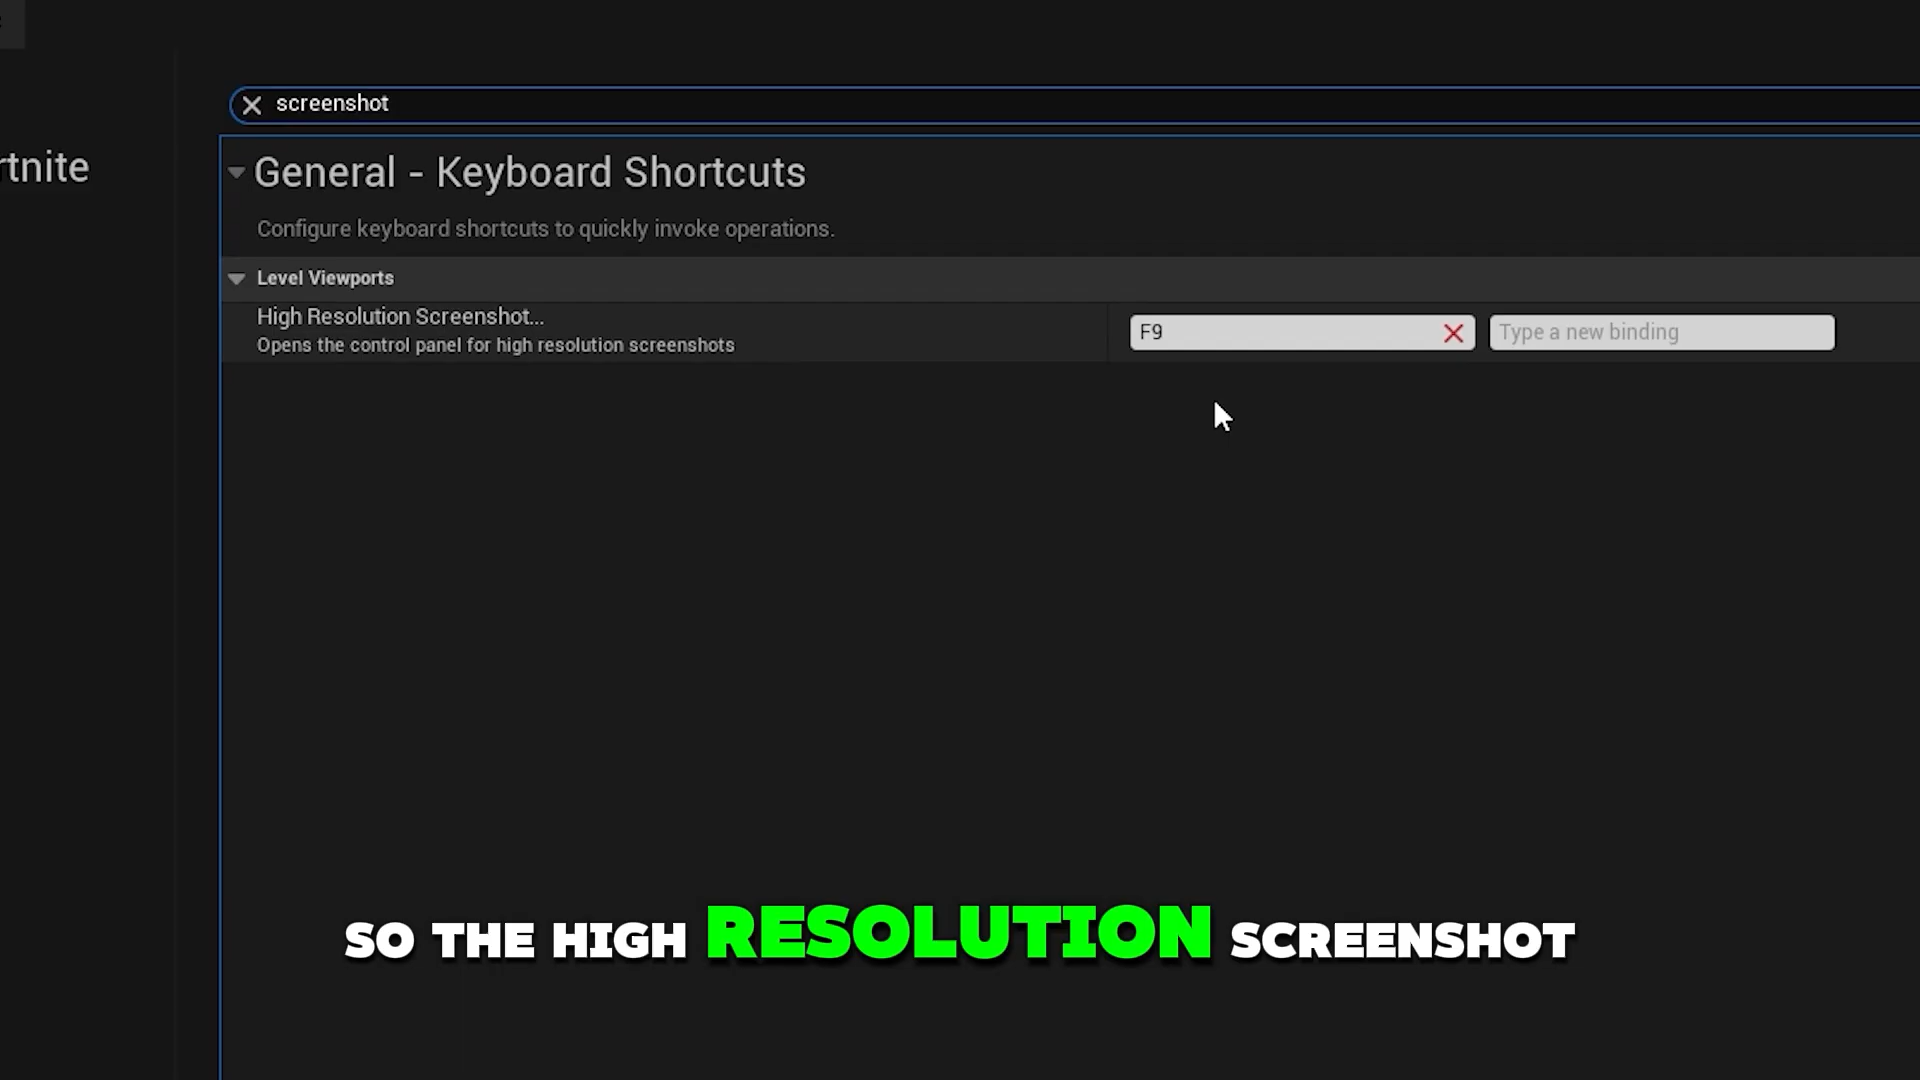 screenshot
rtnite
General - Keyboard Shortcuts
Configure keyboard shortcuts to quickly invoke operations.
Level Viewports
High Resolution Screenshot...
Opens the control panel for high resolution screenshots
F9
Type a new binding
SO THE HIGH RESOLUTION SCREENSHOT